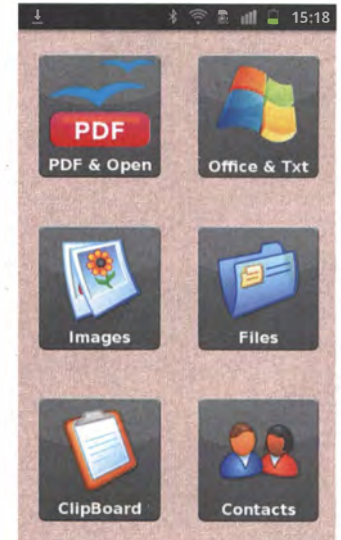 15:18
PDF
PDF & Open
Office & Txt
Images
Files
ClipBoard
Contacts